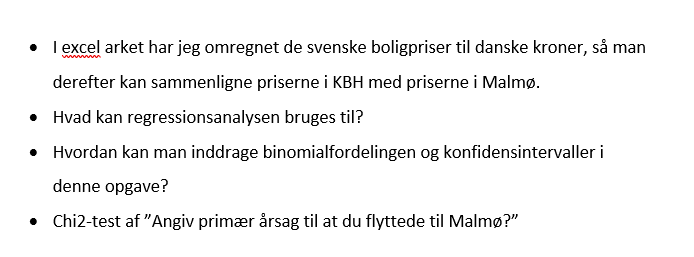 • I excel arket har jeg omregnet de svenske boligpriser til danske kroner, så man
derefter kan sammenligne priserne i KBH med priserne i Malmø.
• Hvad kan regressionsanalysen bruges til?
• Hvordan kan man inddrage binomialfordelingen og konfidensintervaller i
denne opgave?
• Chi2-test af ”Angiv primær årsag til at du flyttede til Malmø?”